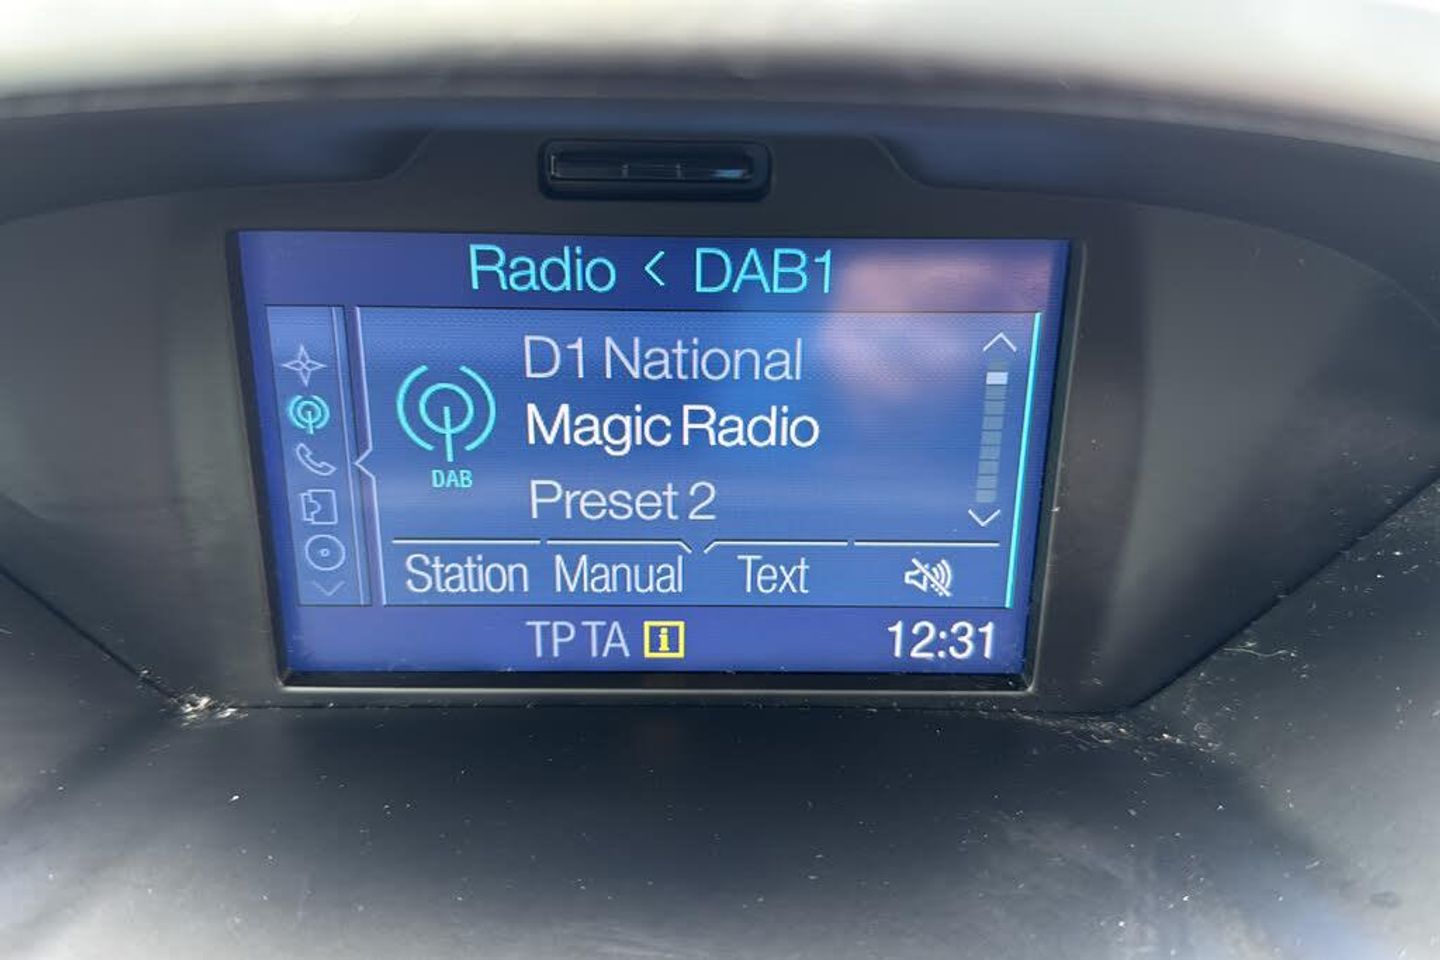 Radio < DAB1
D1 National
Magic Radio
DAB
Preset 2
Station Manual Text
TP TA i 12:31